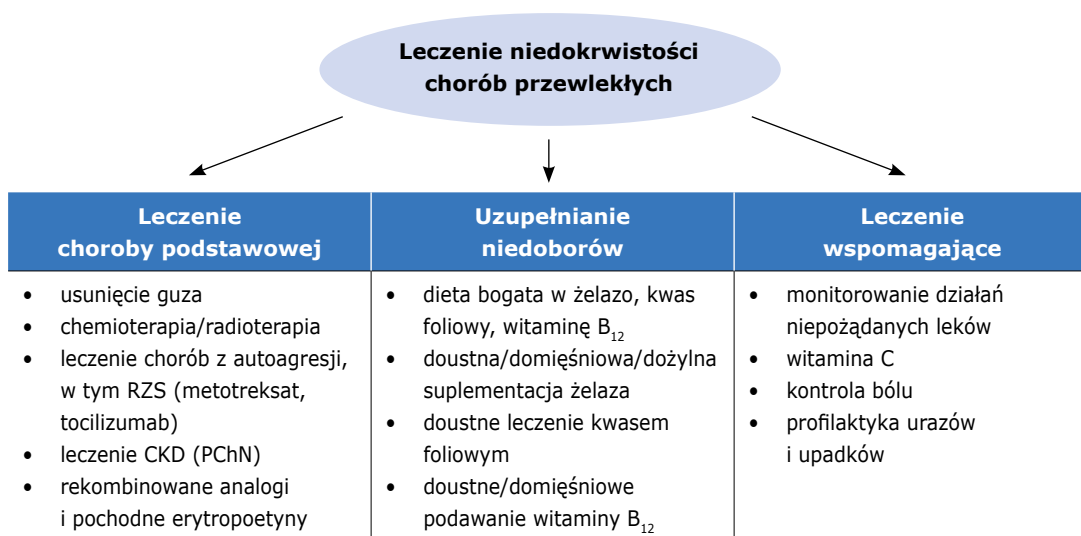 Leczenie niedokrwistości
chorób przewlekłych
Leczenie
choroby podstawowej
• usunięcie guza
• chemioterapia/radioterapia
• leczenie chorób z autoagresji,
w tym RZS (metotreksat,
tocilizumab)
• leczenie CKD (PChN)
• rekombinowane analogi
i pochodne erytropoetyny
Uzupełnianie
niedoborów
• dieta bogata w żelazo, kwas
foliowy, witaminę B₁₂
• doustna/domięśniowa/dożylna
suplementacja żelaza
• doustne leczenie kwasem
foliowym
• doustne/domięśniowe
podawanie witaminy B₁₂
Leczenie
wspomagające
• monitorowanie działań
niepożądanych leków
• witamina C
• kontrola bólu
• profilaktyka urazów
i upadków